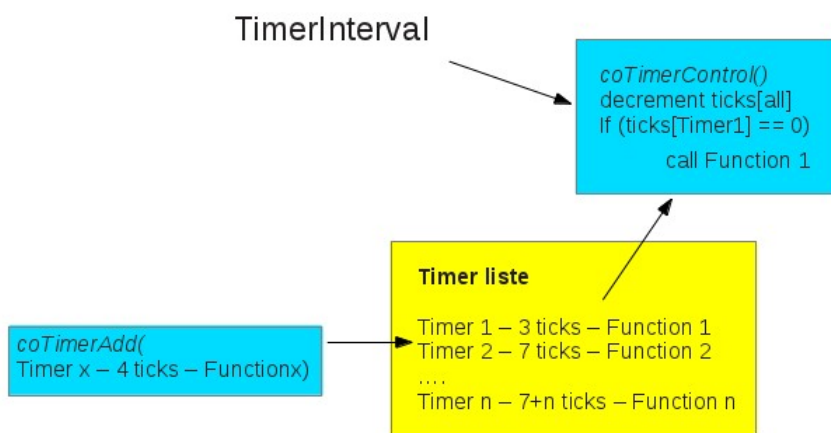 TimerInterval
coTimerControl()
decrement ticks[all]
If (ticks[Timer1] == 0)
call Function 1
Timer liste
Timer 1 – 3 ticks – Function 1
Timer 2 – 7 ticks – Function 2
....
Timer n – 7+n ticks – Function n
coTimerAdd(
Timer x – 4 ticks – Functionx)